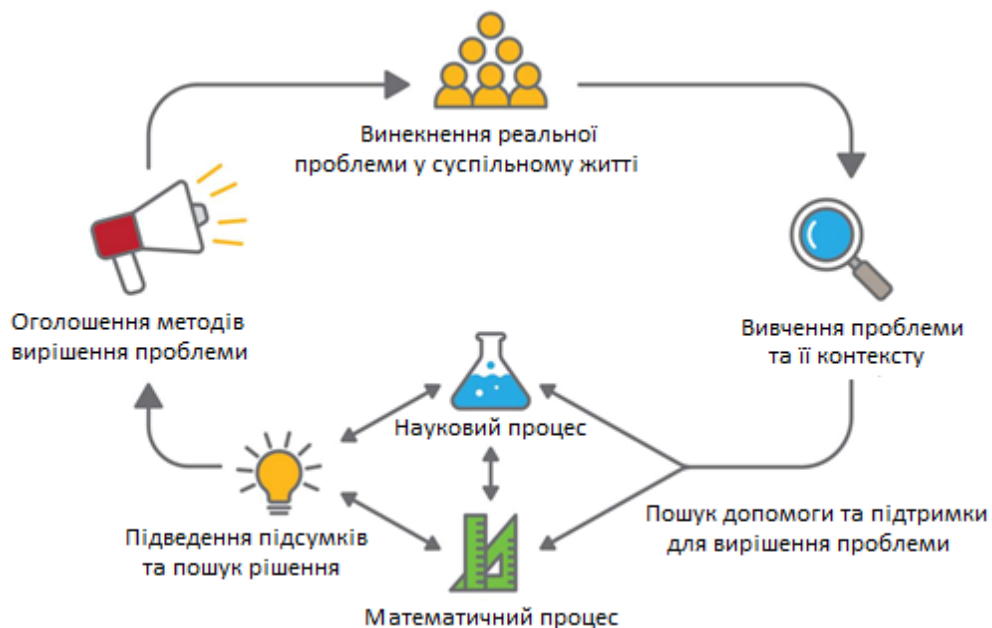 Винекнення реальної
проблеми у суспільному житті
Оголошення методів
вирішення проблеми
Вивчення проблеми
та її контексту
Науковий процес
Підведення підсумків
та пошук рішення
Пошук допомоги та підтримки
для вирішення проблеми
Математичний процес